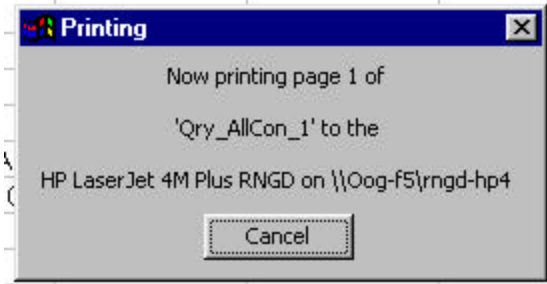 Printing
Now printing page 1 of
'Qry_AllCon_1' to the
HP LaserJet 4M Plus RNGD on \\Oog-f5\rngd-hp4
Cancel